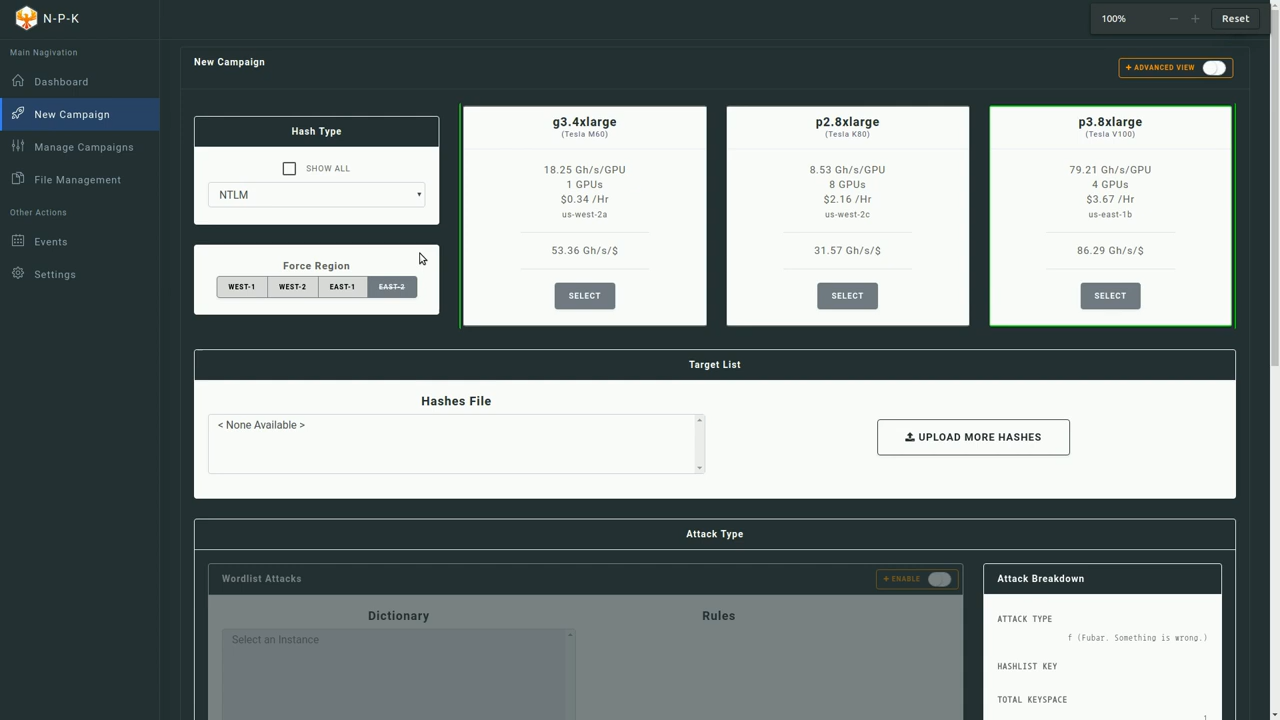 N-P-K
100%
Reset
Main Nagivation
Dashboard
New Campaign
Manage Campaigns
File Management
Other Actions
Events
Settings
New Campaign
+ ADVANCED VIEW
Hash Type
SHOW ALL
NTLM
Force Region
WEST-1 WEST-2 EAST-1 EAST-2
g3.4xlarge
(Tesla M60)
18.25 Gh/s/GPU
1 GPUs
$0.34 /Hr
us-west-2a
53.36 Gh/s/$
SELECT
p2.8xlarge
(Tesla K80)
8.53 Gh/s/GPU
8 GPUs
$2.16 /Hr
us-west-2c
31.57 Gh/s/$
SELECT
p3.8xlarge
(Tesla V100)
79.21 Gh/s/GPU
4 GPUs
$3.67 /Hr
us-east-1b
86.29 Gh/s/$
SELECT
Target List
Hashes File
< None Available >
UPLOAD MORE HASHES
Attack Type
Wordlist Attacks
+ ENABLE
Dictionary
Select an Instance
Rules
Attack Breakdown
ATTACK TYPE
f (Fubar. Something is wrong.)
HASHLIST KEY
TOTAL KEYSPACE
1